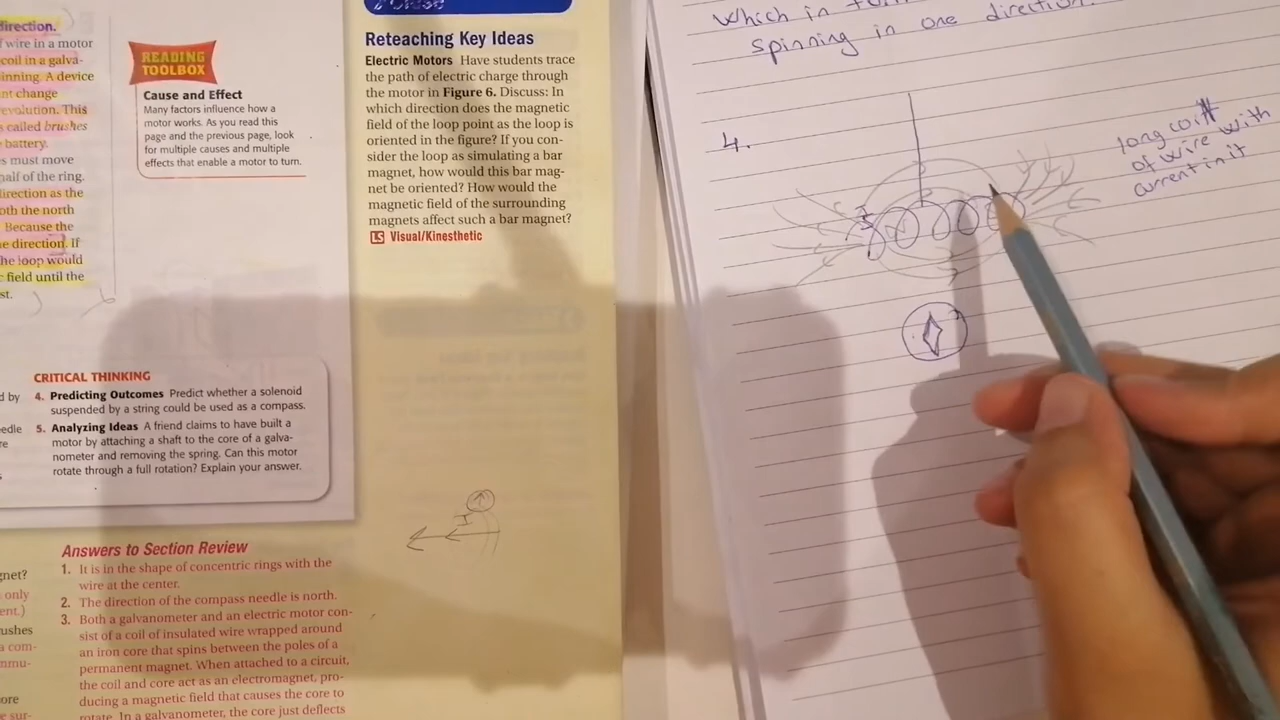 direction.
f wire in a motor
coil in a galva-
inning. A device
nt change
evolution. This
s called brushes
battery.
s must move
half of the ring.
direction as the
oth the north
Because the
e direction. If
he loop would
c field until the
st.
READING
TOOLBOX
Cause and Effect
Many factors influence how a
motor works. As you read this
page and the previous page, look
for multiple causes and multiple
effects that enable a motor to turn.
d by
edle
re
s
CRITICAL THINKING
4. Predicting Outcomes Predict whether a solenoid
suspended by a string could be used as a compass.
5. Analyzing Ideas A friend claims to have built a
motor by attaching a shaft to the core of a galva-
nometer and removing the spring. Can this motor
rotate through a full rotation? Explain your answer.
gnet?
only
ent.)
rushes
a com-
mmu-
ore
e sur-
Answers to Section Review
1. It is in the shape of concentric rings with the
wire at the center.
2. The direction of the compass needle is north.
3. Both a galvanometer and an electric motor con-
sist of a coil of insulated wire wrapped around
an iron core that spins between the poles of a
permanent magnet. When attached to a circuit,
the coil and core act as an electromagnet, pro-
ducing a magnetic field that causes the core to
rotate. In a galvanometer, the core just deflects
Reteaching Key Ideas
Electric Motors Have students trace
the path of electric charge through
the motor in Figure 6. Discuss: In
which direction does the magnetic
field of the loop point as the loop is
oriented in the figure? If you con-
sider the loop as simulating a bar
magnet, how would this bar mag-
net be oriented? How would the
magnetic field of the surrounding
magnets affect such a bar magnet?
LS Visual/Kinesthetic
I
which in
spinning in one direction.
4.
long coil
of wire with
current in it